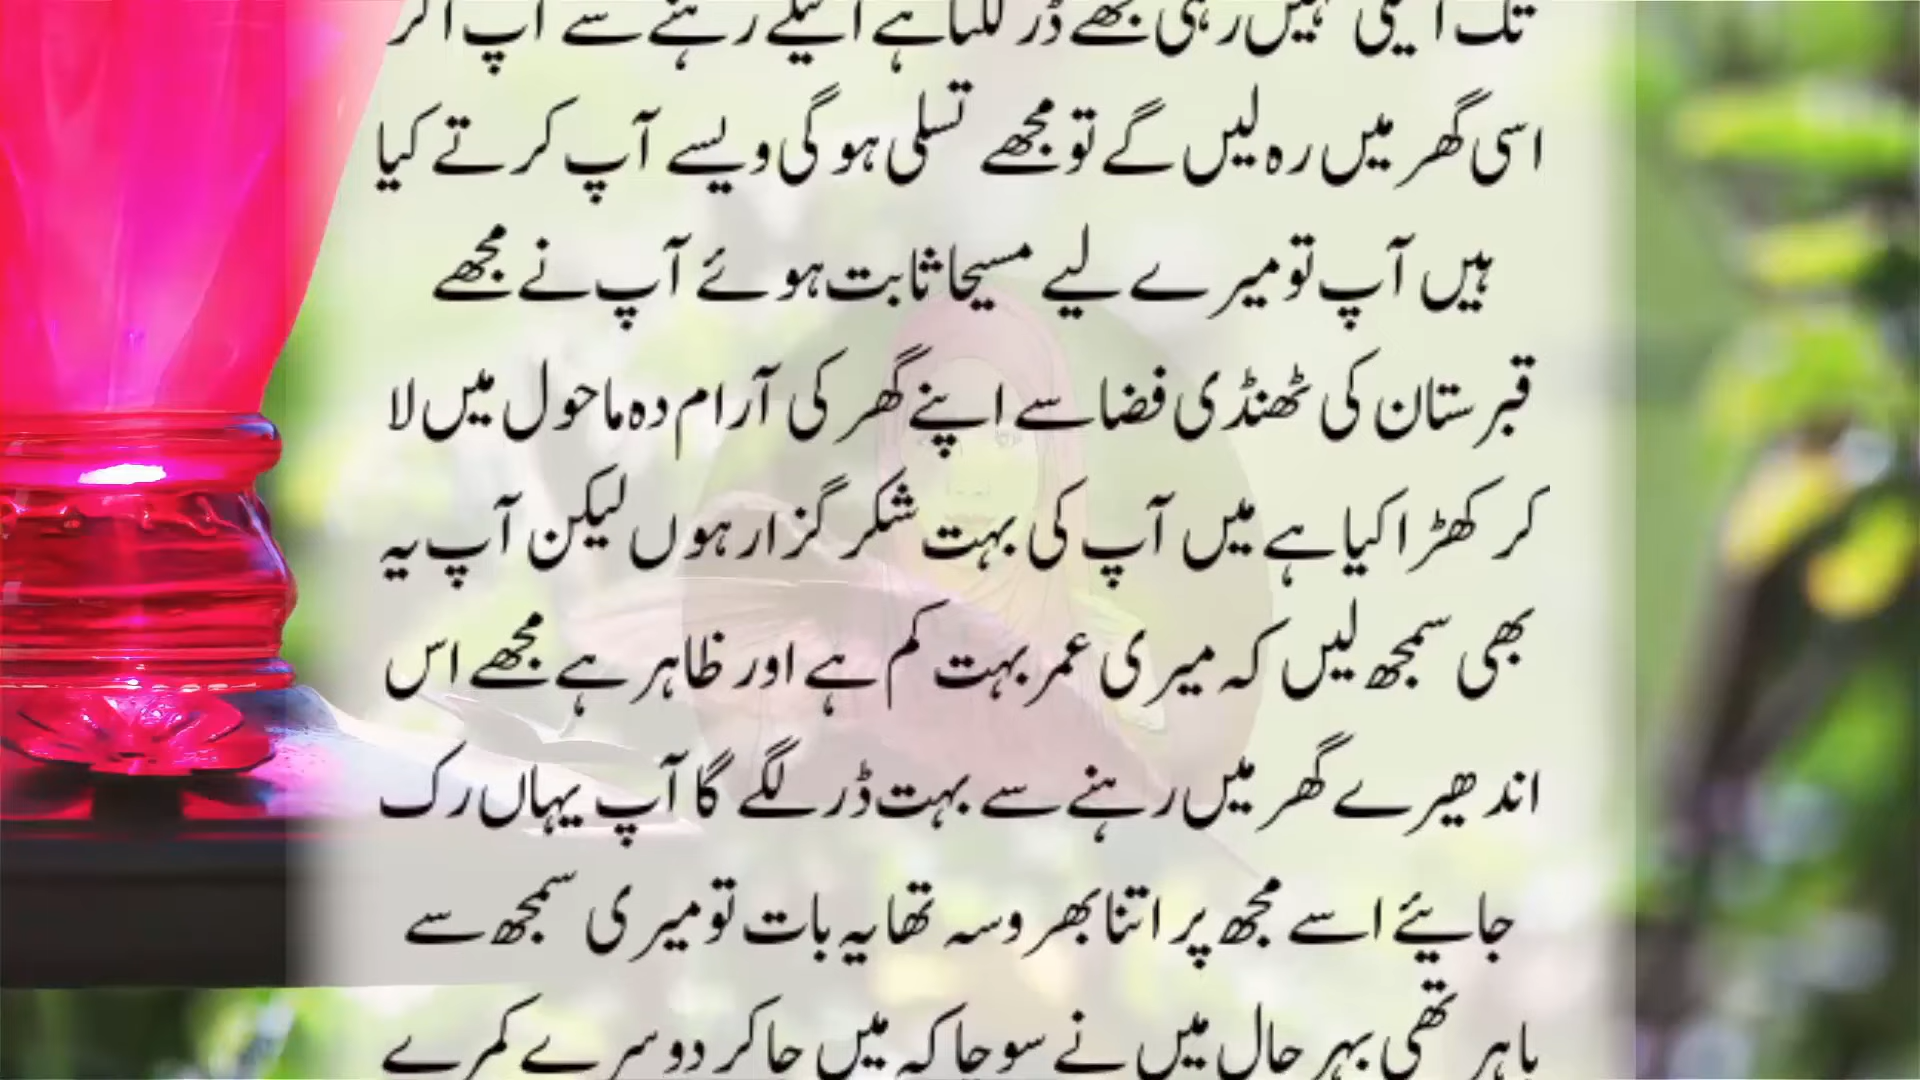 تک اکیلی نہیں رہی مجھے ڈر لگتا ہے اکیلے رہنے سے آپ اگر
اسی گھر میں رہ لیں گے تو مجھے تسلی ہو گی ویسے آپ کرتے کیا
ہیں آپ تو میرے لیے مسیحا ثابت ہوئے آپ نے مجھے
قبرستان کی ٹھنڈی فضا سے اپنے گھر کی آرام دہ ماحول میں لا
کر کھڑا کیا ہے میں آپ کی بہت شکر گزار ہوں لیکن آپ یہ
بھی سمجھ لیں کہ میری عمر بہت کم ہے اور ظاہر ہے مجھے اس
اندھیرے گھر میں رہنے سے بہت ڈر لگے گا آپ یہاں رک
جایئے اسے مجھ پر اتنا بھروسہ تھا یہ بات تو میری سمجھ سے
باہر تھی بہر حال میں نے سوچا کہ میں جا کر دوسرے کمرے